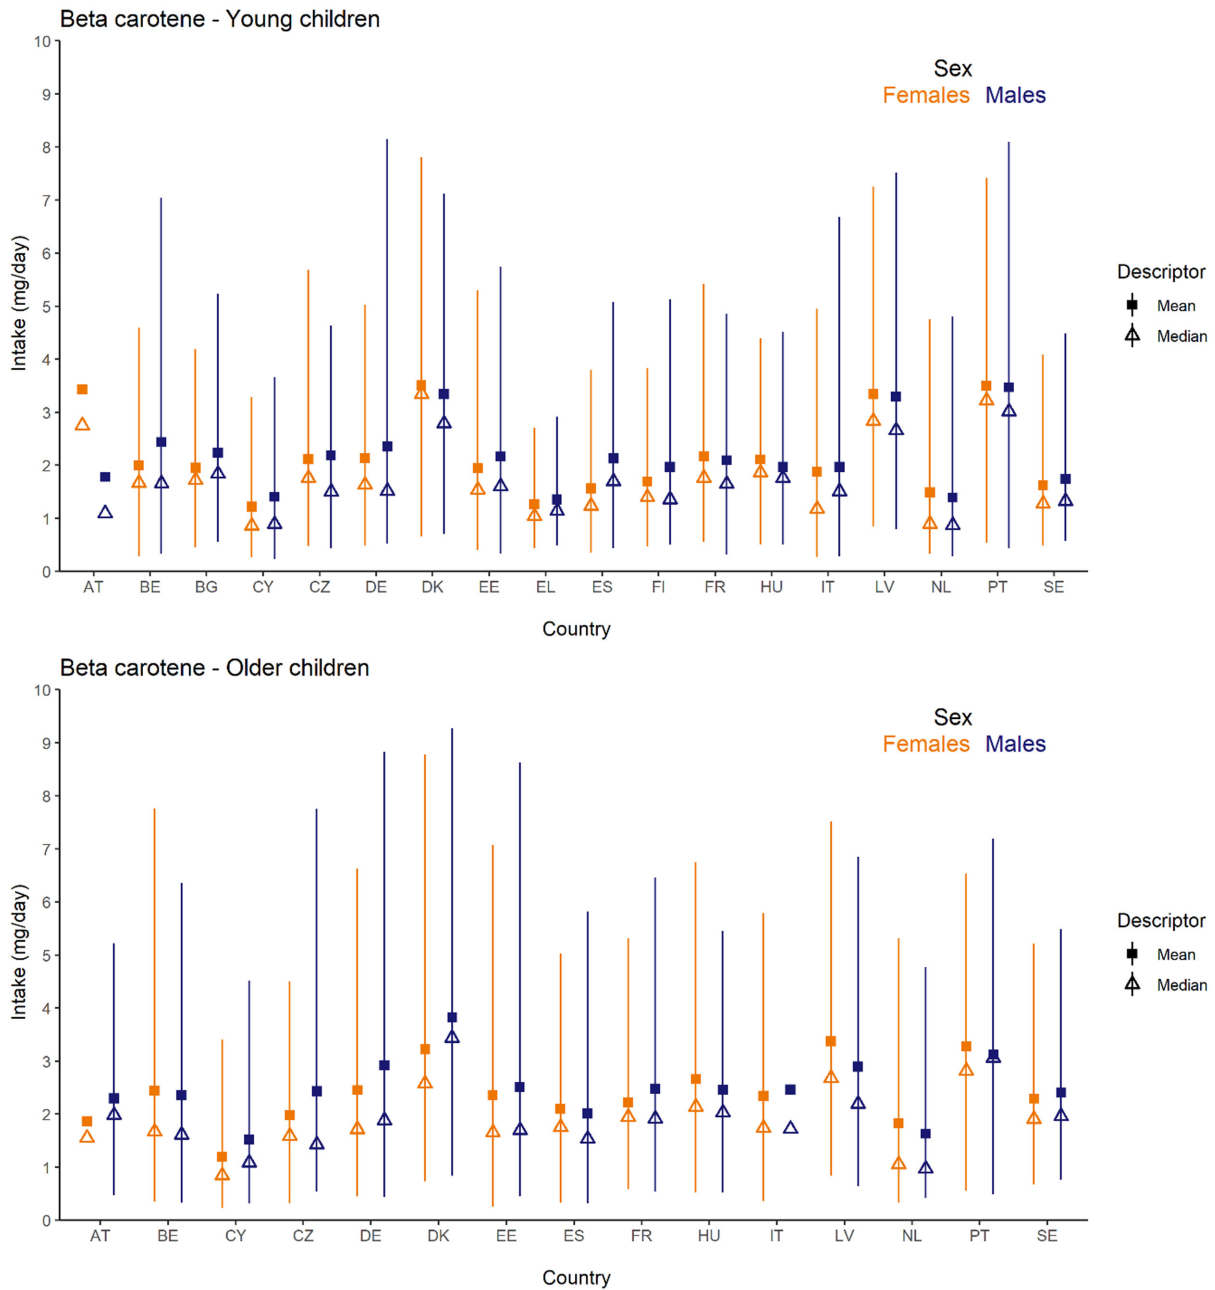 Beta carotene - Young children
10
9
8
7
6
5
4
3
2
1
0
Intake (mg/day)
Sex
Females Males
Descriptor
Mean
Median
AT BE BG CY CZ DE DK EE EL ES FI FR HU IT LV NL PT SE
Country
Beta carotene - Older children
10
9
8
7
6
5
4
3
2
1
0
Intake (mg/day)
Sex
Females Males
Descriptor
Mean
Median
AT BE CY CZ DE DK EE ES FR HU IT LV NL PT SE
Country